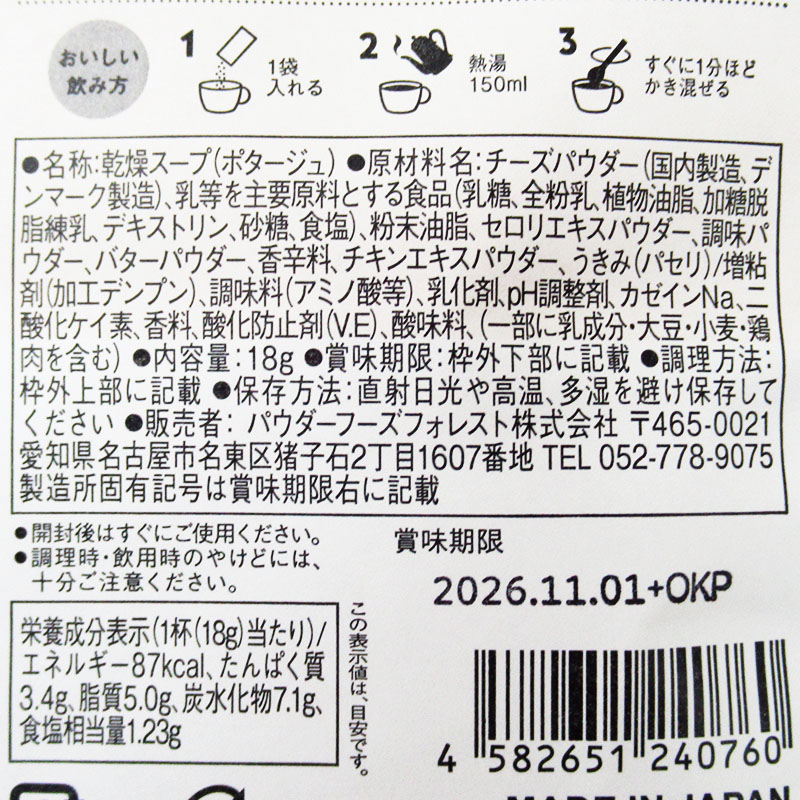 おいしい
飲み方
1
1袋
入れる
2
熱湯
150ml
3
すぐに1分ほど
かき混ぜる
●名称:乾燥スープ(ポタージュ) ●原材料名:チーズパウダー(国内製造、デ
ンマーク製造)、乳等を主要原料とする食品(乳糖、全粉乳、植物油脂、加糖脱
脂練乳、デキストリン、砂糖、食塩)、粉末油脂、セロリエキスパウダー、調味パ
ウダー、バターパウダー、香辛料、チキンエキスパウダー、うきみ(パセリ)/増粘
剤(加工デンプン)、調味料(アミノ酸等)、乳化剤、pH調整剤、カゼインNa、二
酸化ケイ素、香料、酸化防止剤(V.E)、酸味料、(一部に乳成分・大豆・小麦・鶏
肉を含む) ●内容量:18g ●賞味期限:枠外下部に記載 ●調理方法:
枠外上部に記載 ●保存方法:直射日光や高温、多湿を避け保存して
ください ●販売者: パウダーフーズフォレスト株式会社 〒465-0021
愛知県名古屋市名東区猪子石2丁目1607番地 TEL 052-778-9075
製造所固有記号は賞味期限右に記載
●開封後はすぐにご使用ください。
●調理時・飲用時のやけどには、
十分ご注意ください。
賞味期限
2026.11.01+OKP
栄養成分表示(1杯(18g)当たり)/
エネルギー87kcal、たんぱく質
3.4g、脂質5.0g、炭水化物7.1g、
食塩相当量1.23g
この表示値は、目安です。
4 582651 240760
MADE IN JAPAN